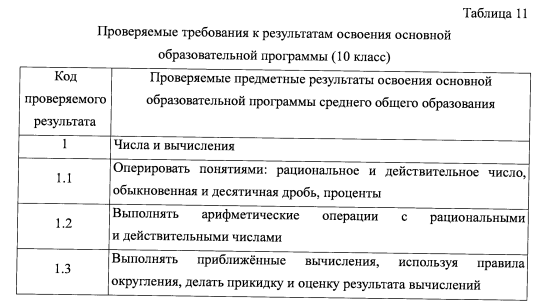 Таблица 11
Проверяемые требования к результатам освоения основной
образовательной программы (10 класс)
Код
проверяемого
результата
Проверяемые предметные результаты освоения основной
образовательной программы среднего общего образования
1
Числа и вычисления
1.1
Оперировать понятиями: рациональное и действительное число,
обыкновенная и десятичная дробь, проценты
1.2
Выполнять арифметические операции с рациональными
и действительными числами
1.3
Выполнять приближённые вычисления, используя правила
округления, делать прикидку и оценку результата вычислений